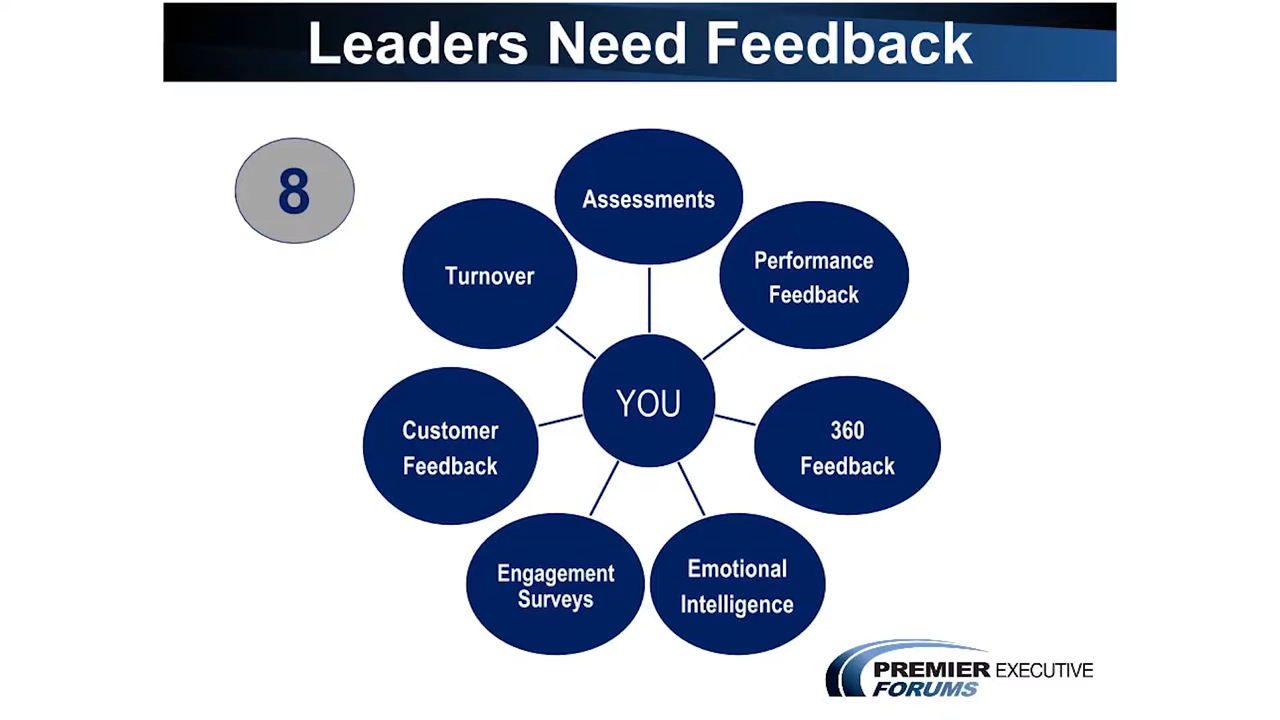 Leaders Need Feedback
8
Assessments
Performance
Feedback
360
Feedback
Emotional
Intelligence
Engagement
Surveys
Customer
Feedback
Turnover
YOU
PREMIER EXECUTIVE
FORUMS